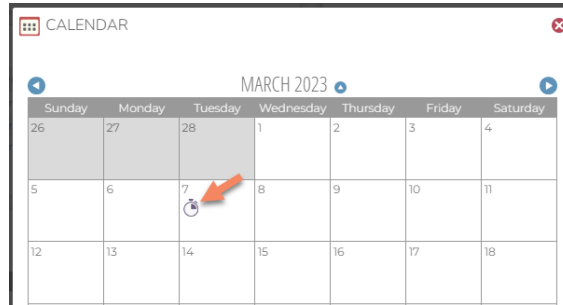 CALENDAR
MARCH 2023
Sunday Monday Tuesday Wednesday Thursday Friday Saturday
26 27 28 1 2 3 4
5 6 7 8 9 10 11
12 13 14 15 16 17 18